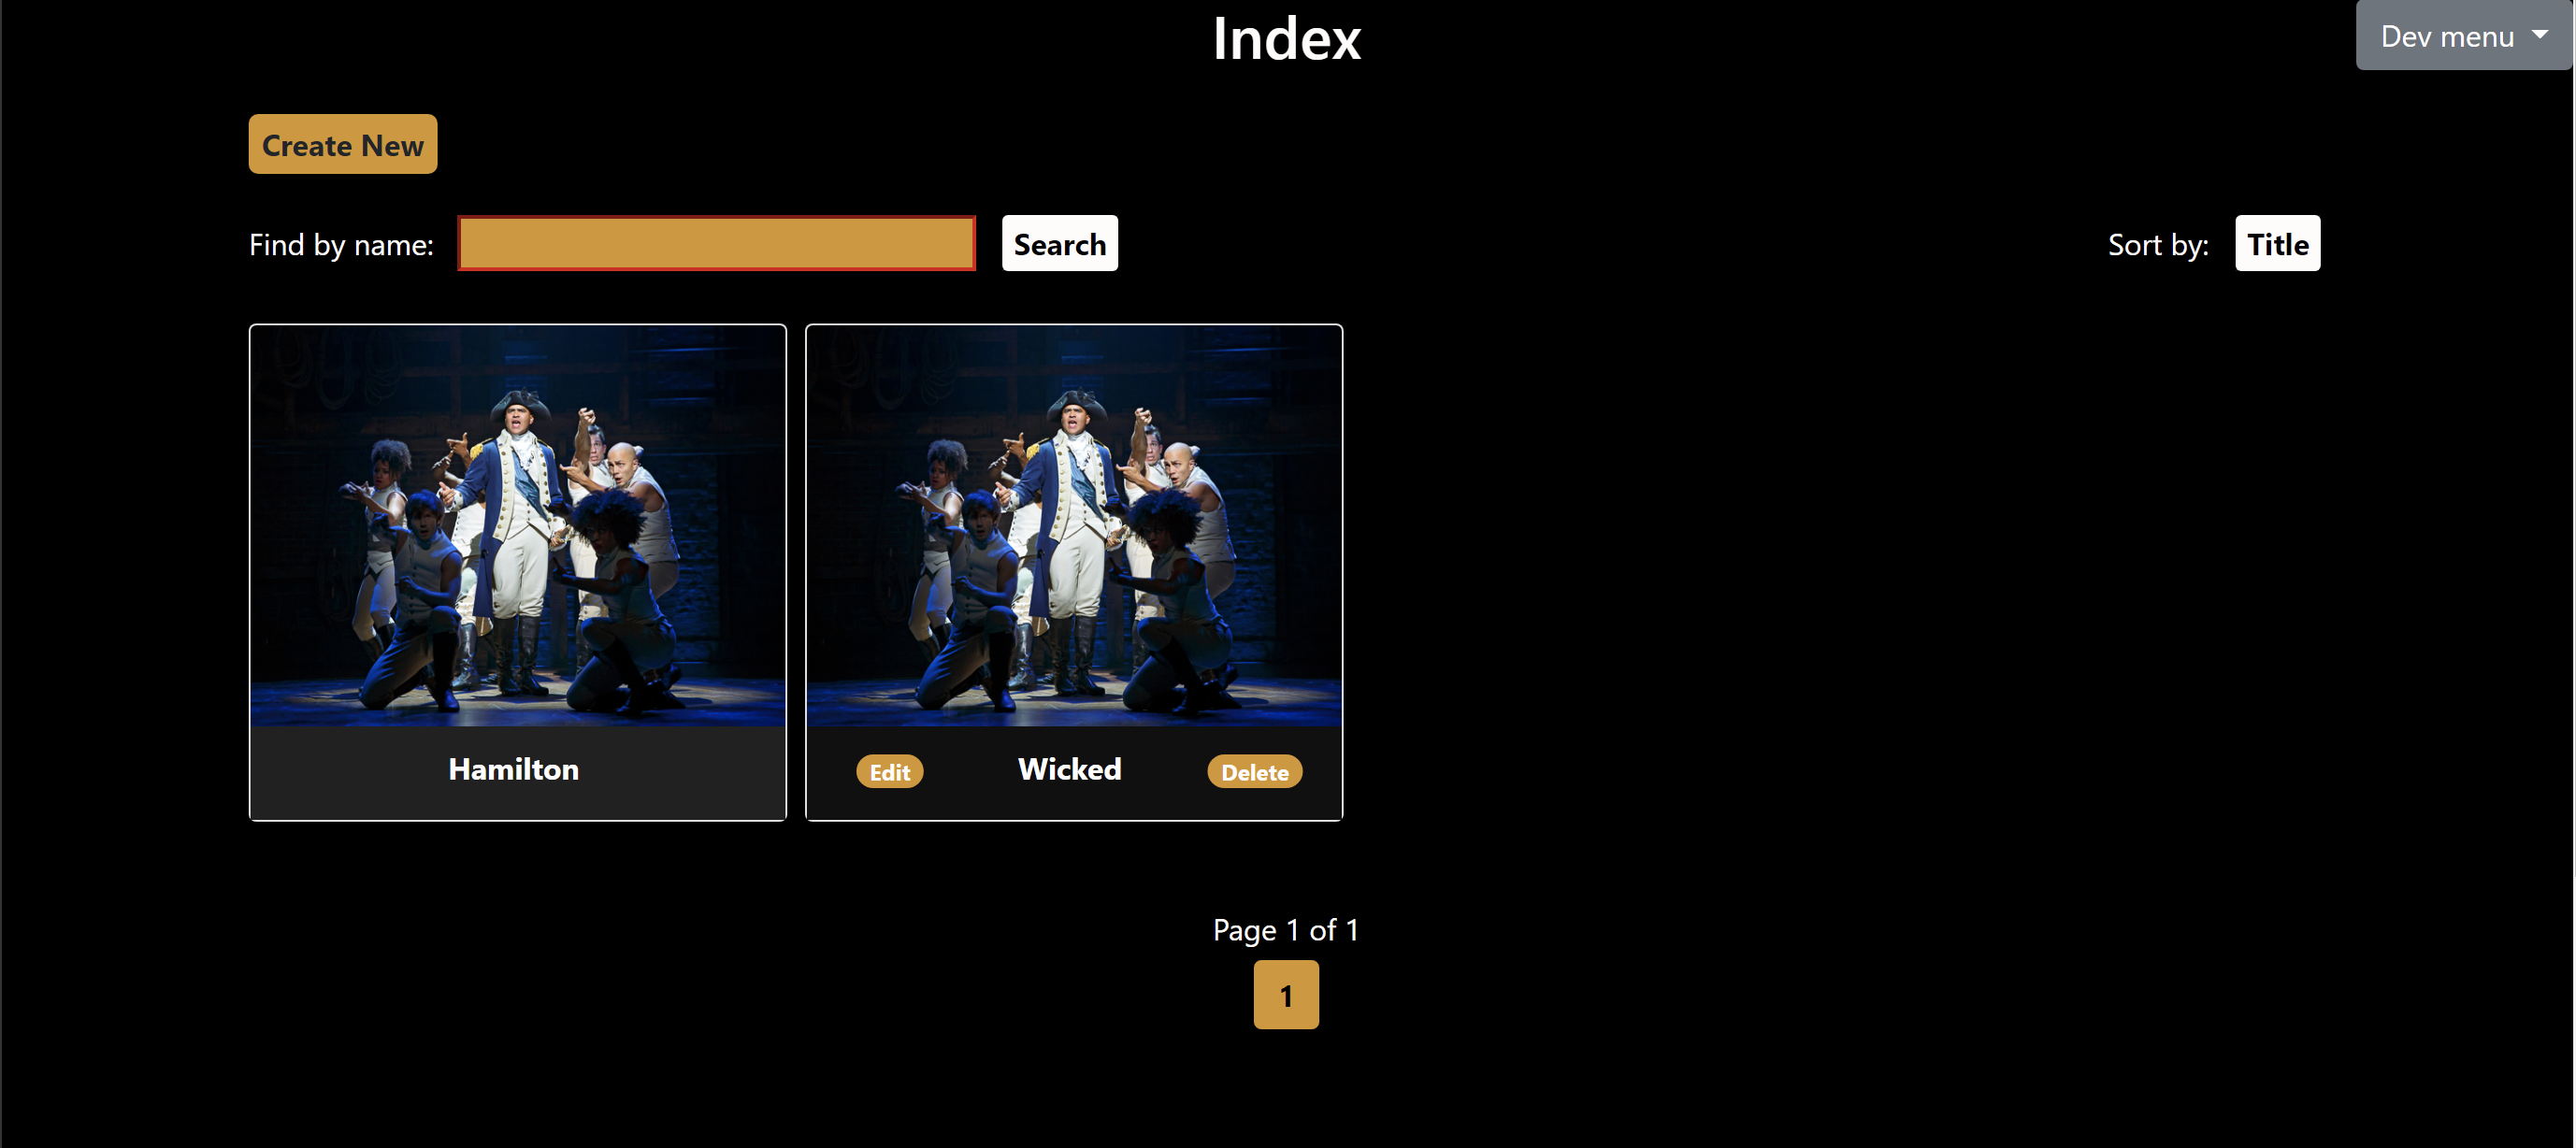 Index
Dev menu
Create New
Find by name:
Search
Sort by:
Title
Hamilton
Edit
Wicked
Delete
Page 1 of 1
1